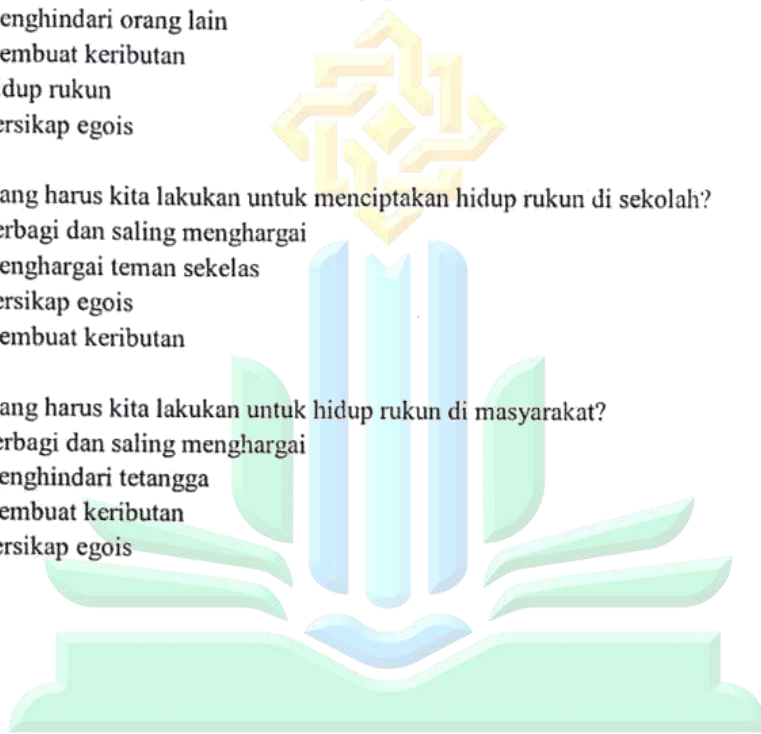 enghindari orang lain
embuat keributan
dup rukun
ersikap egois
ang harus kita lakukan untuk menciptakan hidup rukun di sekolah?
erbagi dan saling menghargai
enghargai teman sekelas
ersikap egois
embuat keributan
ang harus kita lakukan untuk hidup rukun di masyarakat?
erbagi dan saling menghargai
enghindari tetangga
embuat keributan
ersikap egois